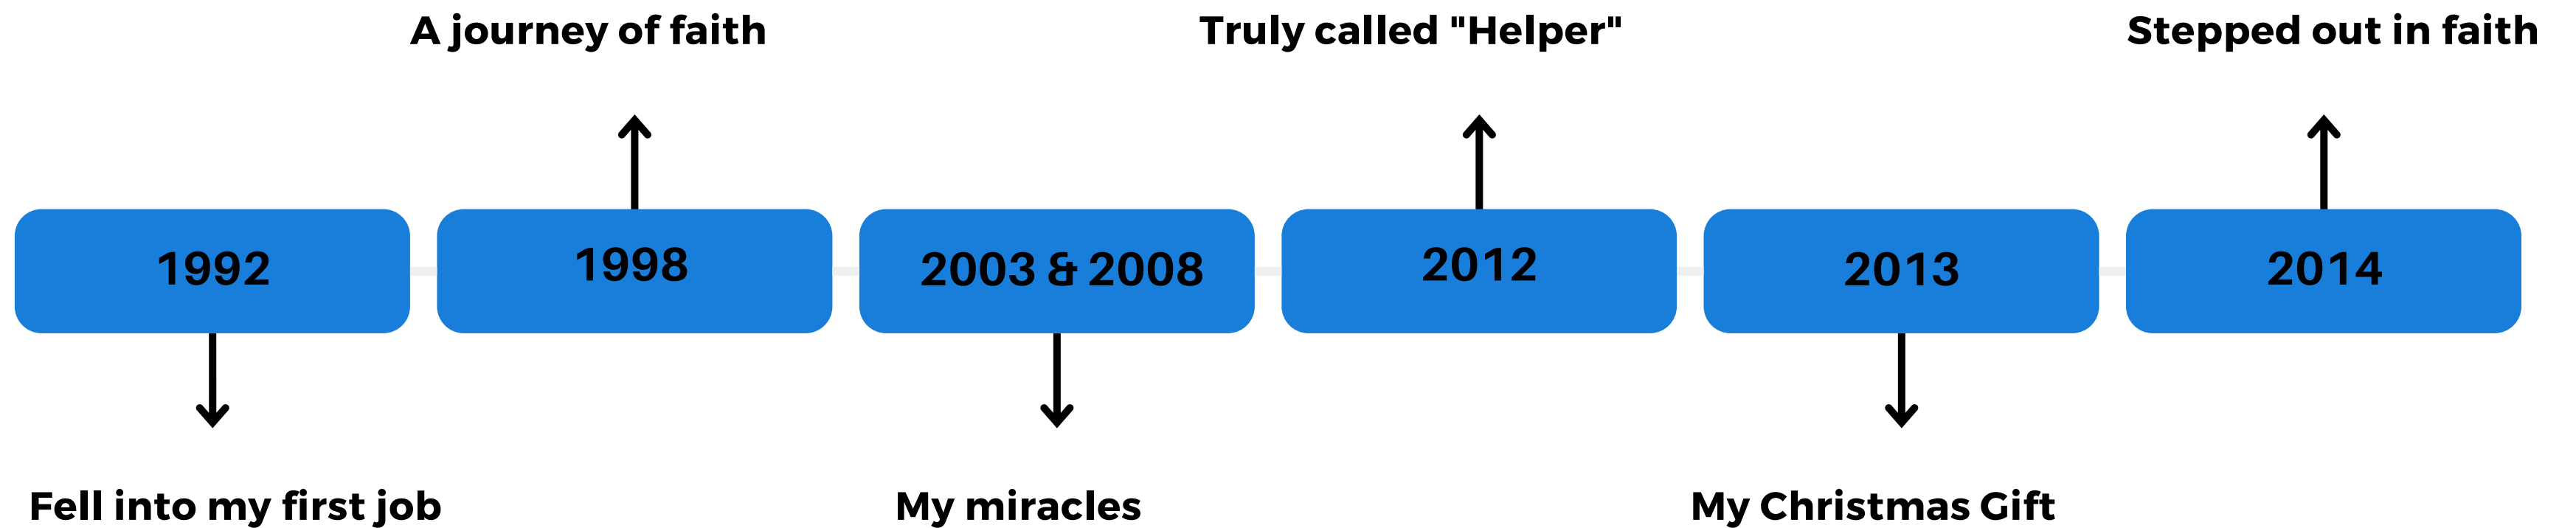 A journey of faith
Truly called "Helper"
Stepped out in faith
1992
1998
2003 & 2008
2012
2013
2014
Fell into my first job
My miracles
My Christmas Gift